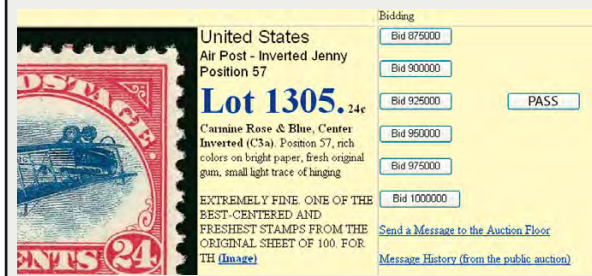 Bidding
United States
Air Post - Inverted Jenny
Position 57
Lot 1305. 24c
Carmine Rose & Blue, Center
Inverted (C3a). Position 57, rich
colors on bright paper, fresh original
gum, small light trace of hinging
EXTREMELY FINE. ONE OF THE
BEST-CENTERED AND
FRESHEST STAMPS FROM THE
ORIGINAL SHEET OF 100. FOR
TH (Image)
POSTAGE
CENTS 24
Bid 875000
Bid 900000
Bid 925000
PASS
Bid 950000
Bid 975000
Bid 1000000
Send a Message to the Auction Floor
Message History (from the public auction)